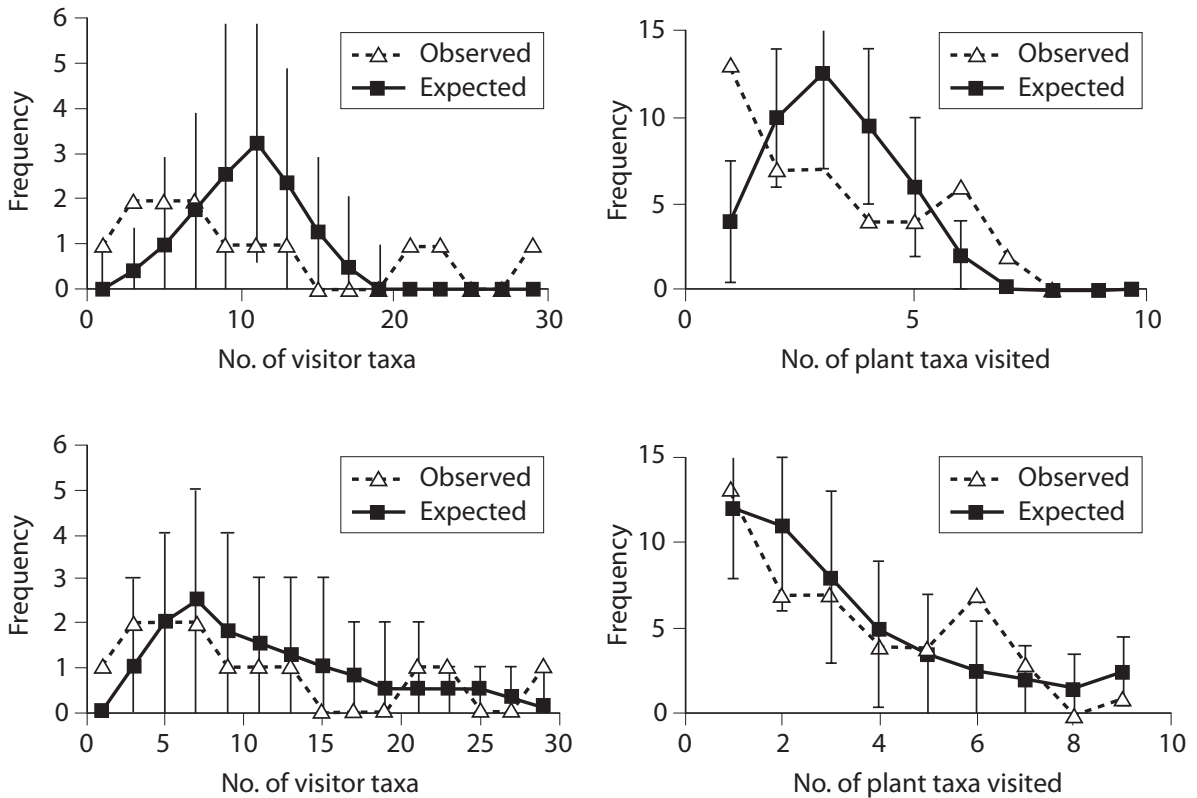 6
5
4
3
2
1
0
Frequency
Observed
Expected
0 10 20 30
No. of visitor taxa
15
10
5
0
Frequency
Observed
Expected
0 5 10
No. of plant taxa visited
6
5
4
3
2
1
0
Frequency
Observed
Expected
0 5 10 15 20 25 30
No. of visitor taxa
15
10
5
0
Frequency
Observed
Expected
0 2 4 6 8 10
No. of plant taxa visited